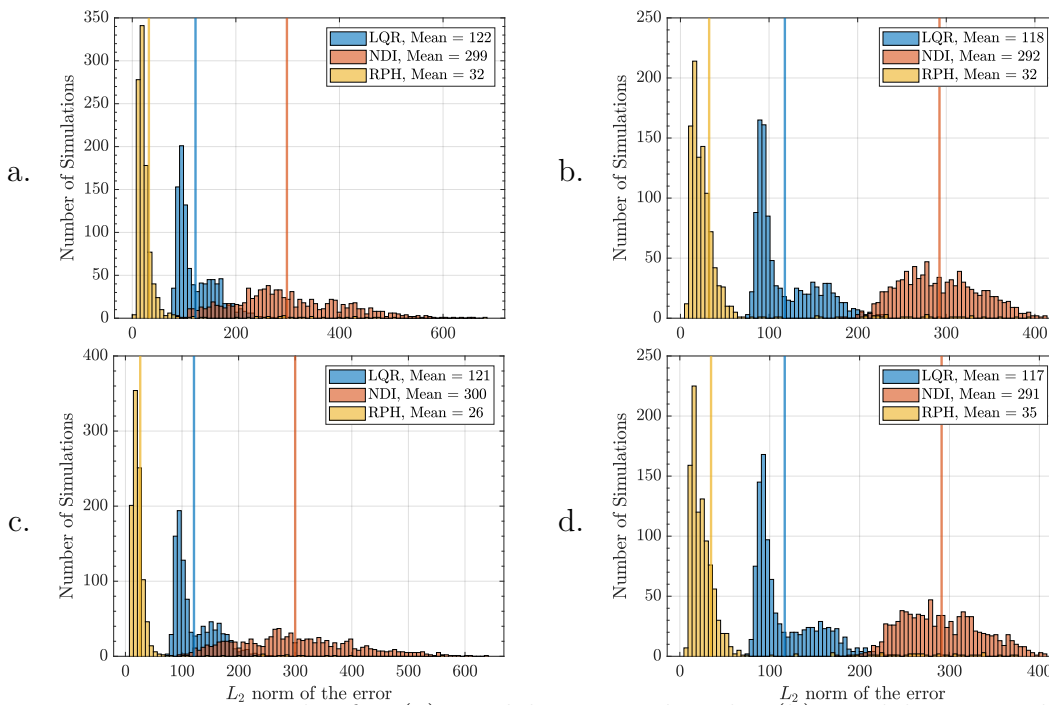 a.
Number of Simulations
350
300
250
200
150
100
50
0
0
200
400
600
LQR, Mean = 122
NDI, Mean = 299
RPH, Mean = 32
b.
Number of Simulations
250
200
150
100
50
0
0
100
200
300
400
LQR, Mean = 118
NDI, Mean = 292
RPH, Mean = 32
c.
Number of Simulations
400
300
200
100
0
0
100
200
300
400
500
600
L₂ norm of the error
LQR, Mean = 121
NDI, Mean = 300
RPH, Mean = 26
d.
Number of Simulations
250
200
150
100
50
0
0
100
200
300
400
L₂ norm of the error
LQR, Mean = 117
NDI, Mean = 291
RPH, Mean = 35